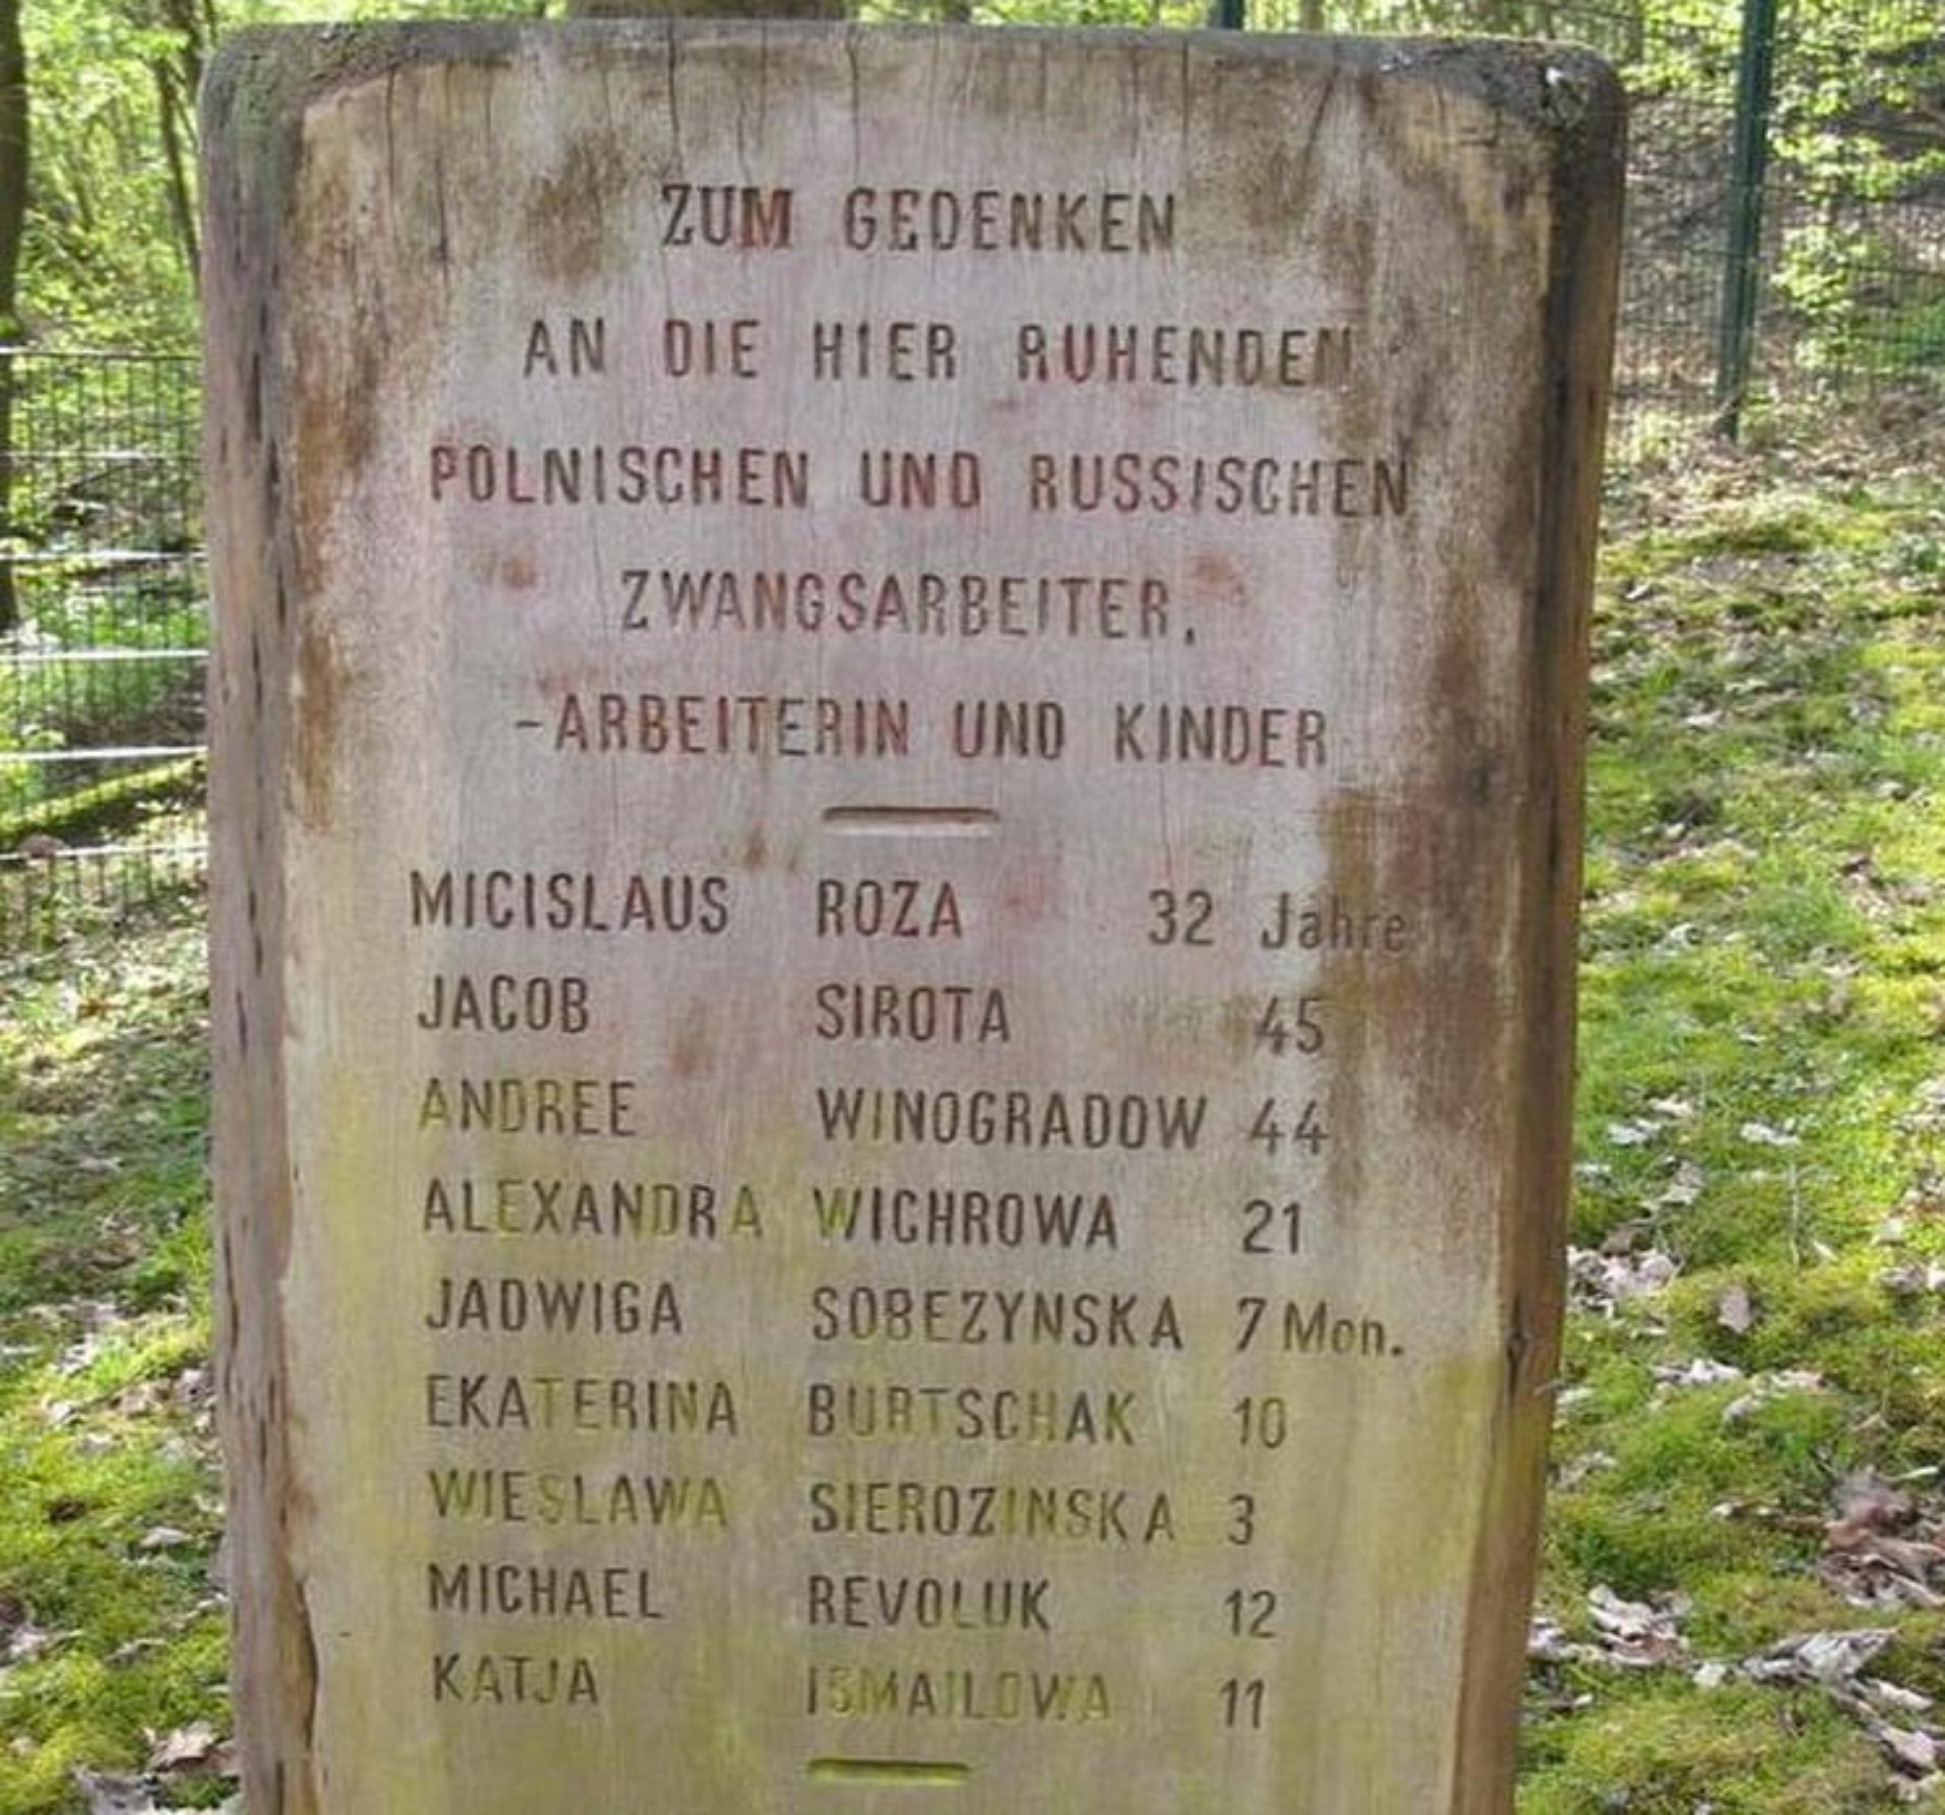 ZUM GEDENKEN
AN DIE HIER RUHENDEN
POLNISCHEN UND RUSSISCHEN
ZWANGSARBEITER,
-ARBEITERIN UND KINDER
MICISLAUS ROZA 32 Jahre
JACOB SIROTA 45
ANDREE WINOGRADOW 44
ALEXANDRA WICHROWA 21
JADWIGA SOBEZYNSKA 7 Mon.
EKATERINA BURTSCHAK 10
WIESLAWA SIEROZINSKA 3
MICHAEL REVOLUK 12
KATJA ISMAILOWA 11